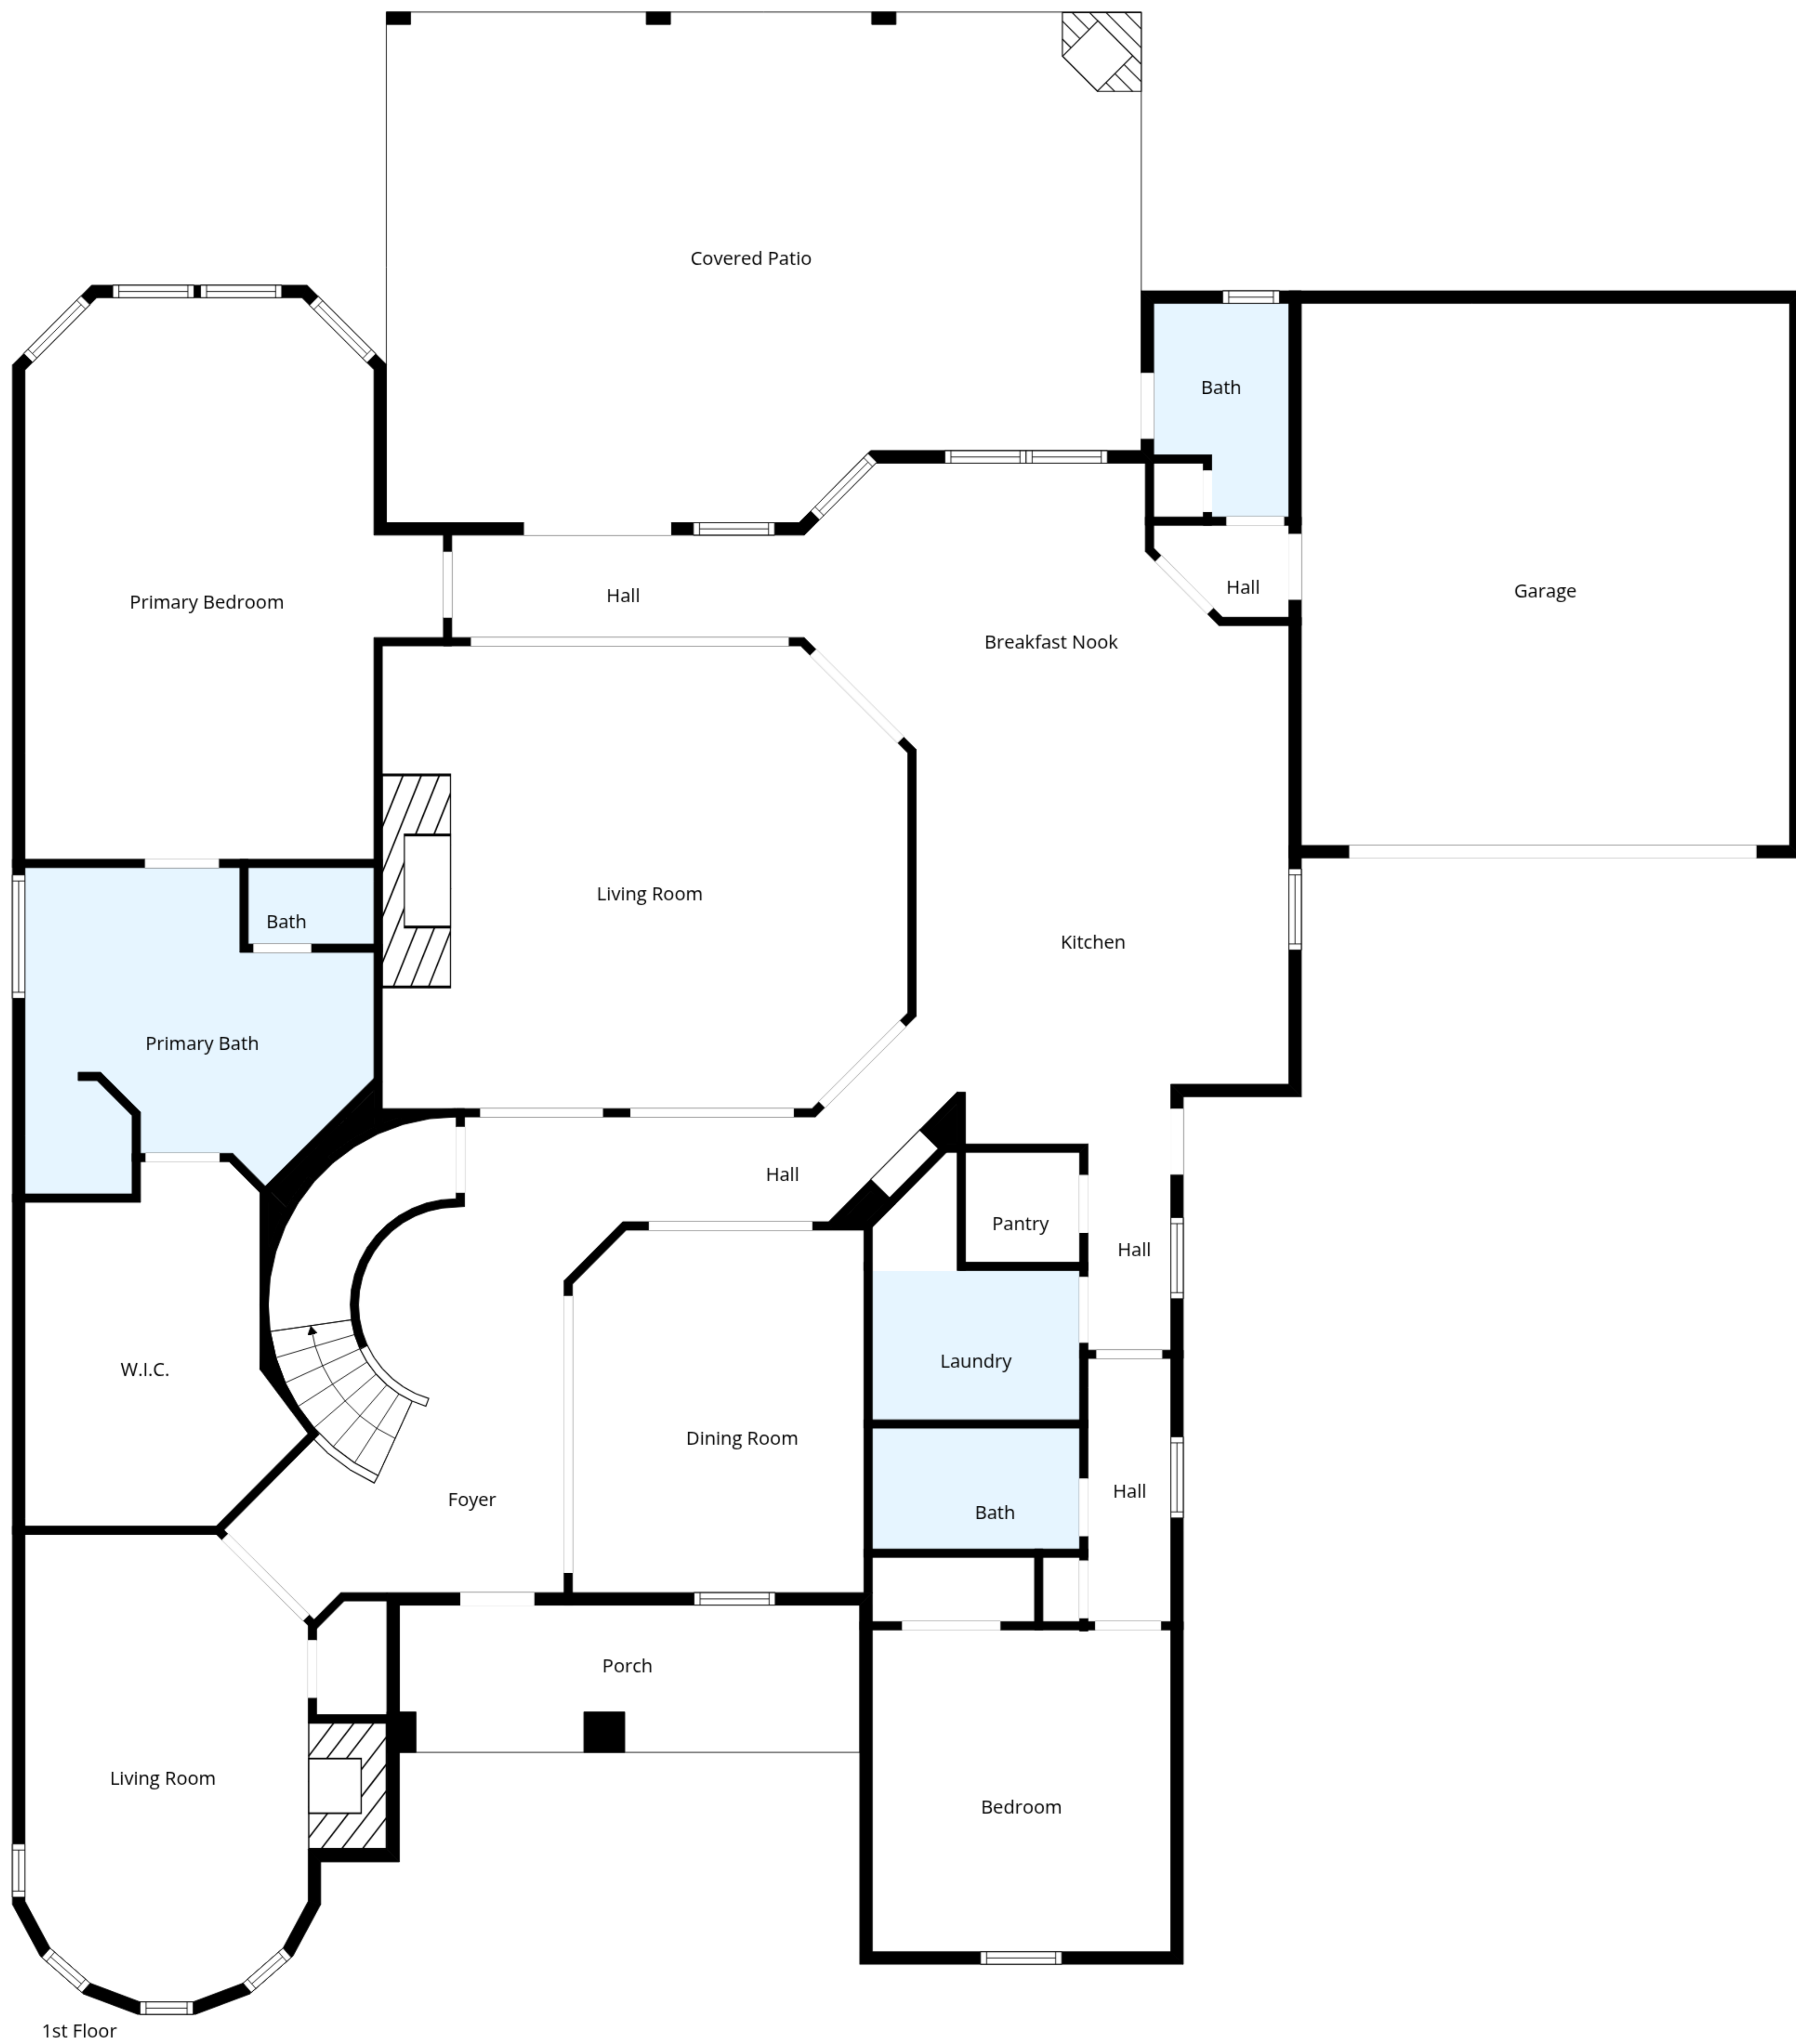 Covered Patio
Bath
Hall
Garage
Primary Bedroom
Hall
Breakfast Nook
Living Room
Bath
Kitchen
Primary Bath
Hall
Pantry
Hall
W.I.C.
Laundry
Dining Room
Foyer
Hall
Bath
Porch
Living Room
Bedroom
1st Floor